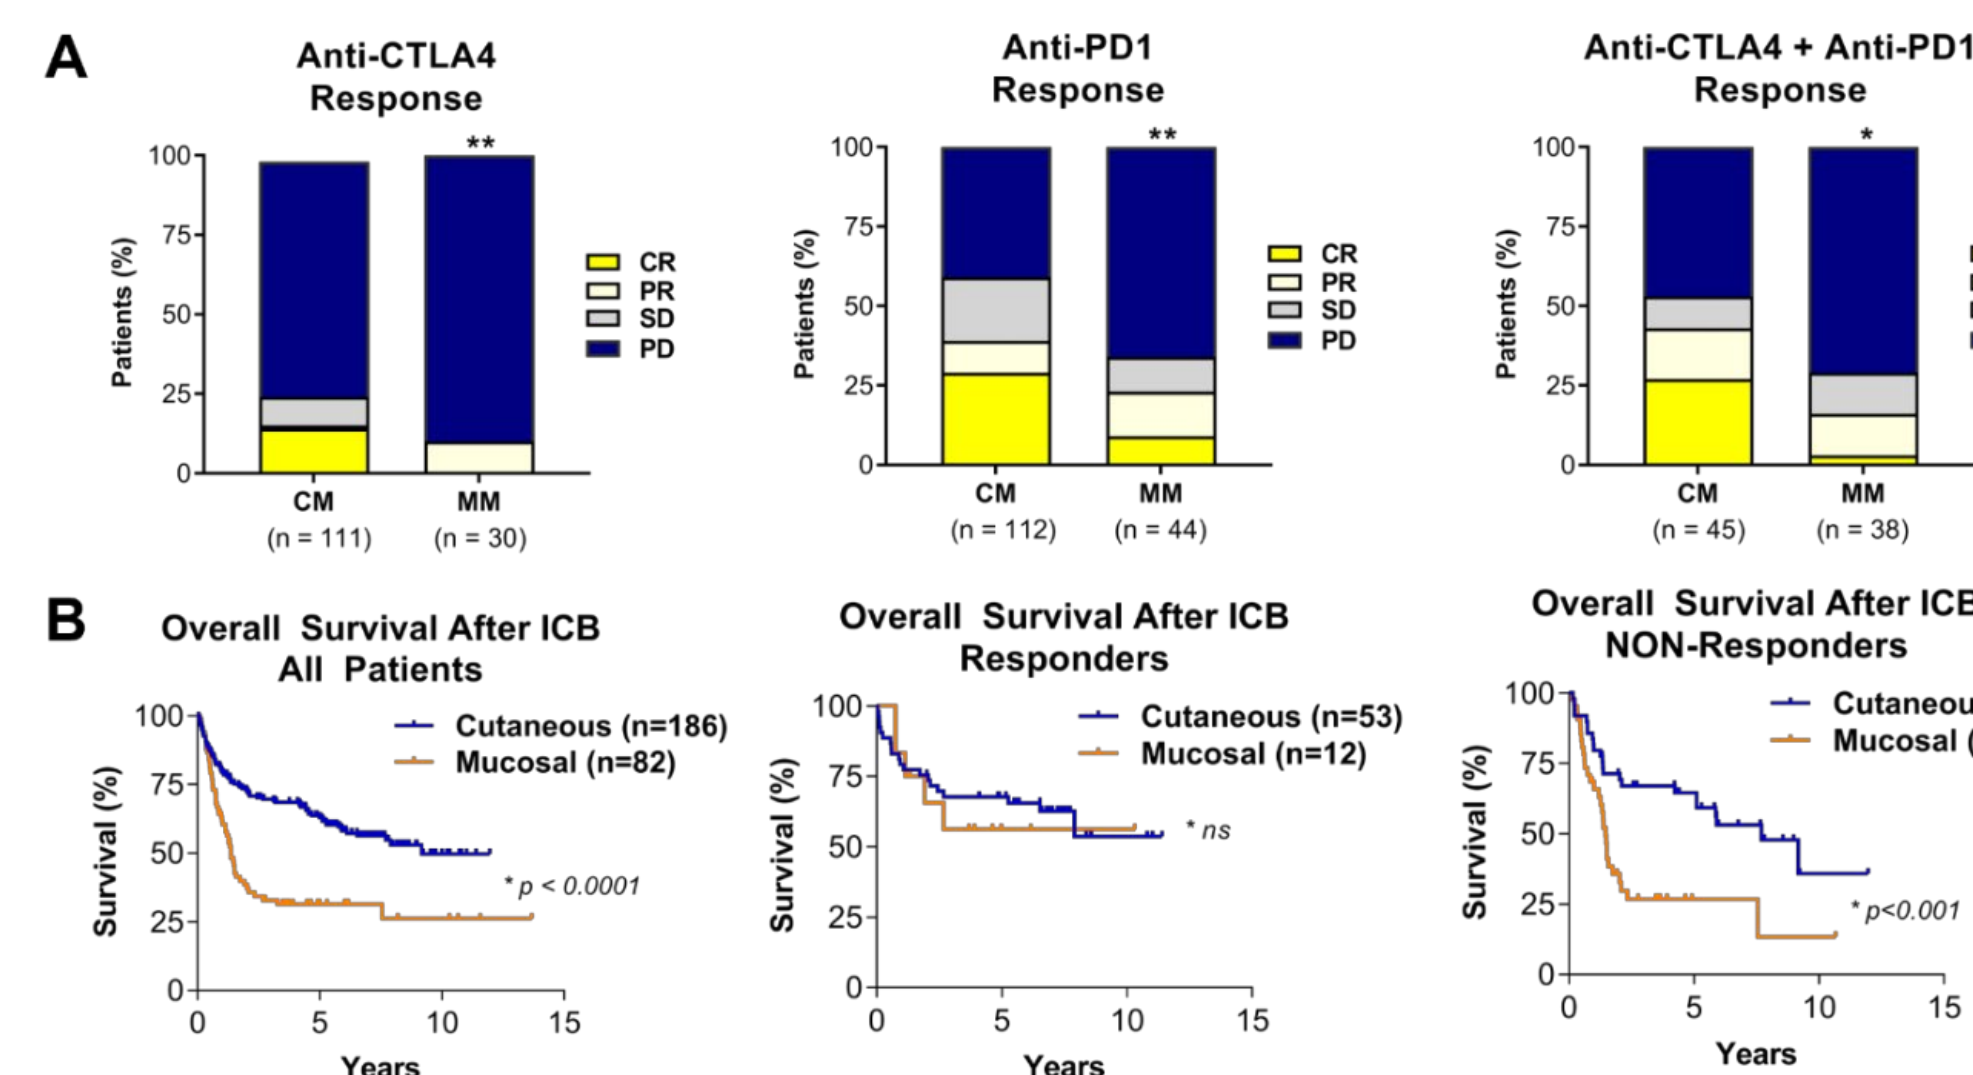 A
Anti-CTLA4
Response
**
100
75
50
25
0
Patients (%)
CR
PR
SD
PD
CM
MM
(n = 111)
(n = 30)
Anti-PD1
Response
**
100
75
50
25
0
Patients (%)
CR
PR
SD
PD
CM
MM
(n = 112)
(n = 44)
Anti-CTLA4 + Anti-PD1
Response
*
100
75
50
25
0
Patients (%)
CM
MM
(n = 45)
(n = 38)
B
Overall Survival After ICB
All Patients
100
75
50
25
0
Survival (%)
Cutaneous (n=186)
Mucosal (n=82)
* p < 0.0001
0 5 10 15
Years
Overall Survival After ICB
Responders
100
75
50
25
0
Survival (%)
Cutaneous (n=53)
Mucosal (n=12)
* ns
0 5 10 15
Years
Overall Survival After ICB
NON-Responders
100
75
50
25
0
Survival (%)
Cutaneou
Mucosal (
* p<0.001
0 5 10 15
Years